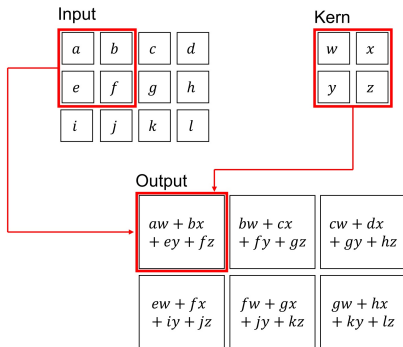 Input
Kern
a b c d
w x
e f g h
y z
i j k l
Output
aw + bx
+ ey + fz
bw + cx
+ fy + gz
cw + dx
+ gy + hz
ew + fx
+ iy + jz
fw + gx
+ jy + kz
gw + hx
+ ky + lz